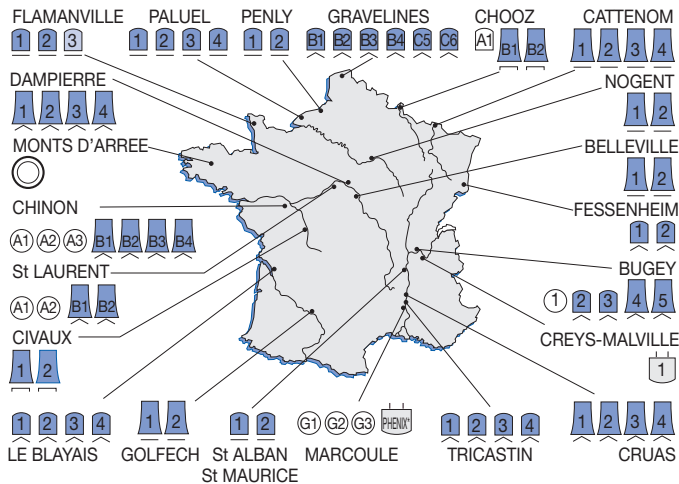 FLAMANVILLE PALUEL PENLY GRAVELINES CHOOZ CATTENOM
1 2 3 1 2 3 4 1 2 B1 B2 B3 B4 C5 C6 A1 B1 B2 1 2 3 4
DAMPIERRE NOGENT
1 2 3 4 1 2
MONTS D'ARREE BELLEVILLE
1 2
CHINON FESSENHEIM
A1 A2 A3 B1 B2 B3 B4 1 2
St LAURENT BUGEY
A1 A2 B1 B2 1 2 3 4 5
CIVAUX CREYS-MALVILLE
1 2 1
1 2 3 4 1 2 1 2 G1 G2 G3 PHENIX* 1 2 3 4 1 2 3 4
LE BLAYAIS GOLFECH St ALBAN MARCOULE TRICASTIN CRUAS
St MAURICE